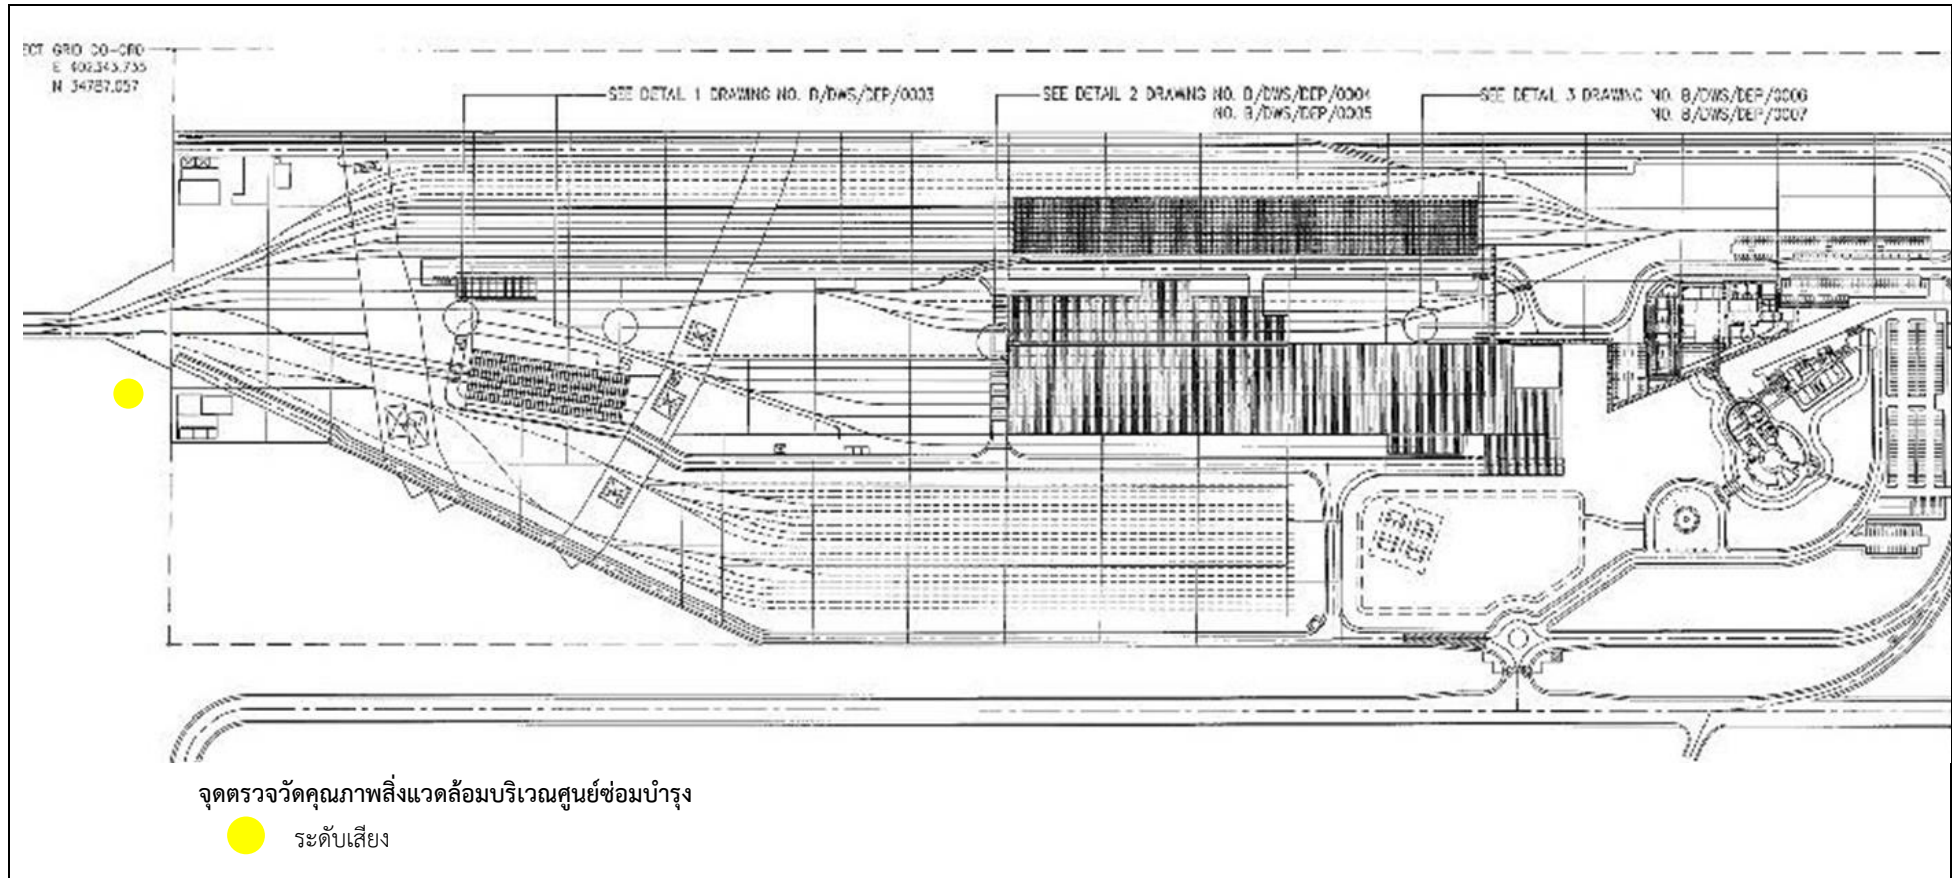 ECT GRID CO-ORD
E 602,343.735
N 34787.057
SEE DETAIL 1 DRAWING NO. B/DWS/DEP/0003
SEE DETAIL 2 DRAWING NO. B/DWS/DEP/0004
NO. B/DWS/DEP/0005
SEE DETAIL 3 DRAWING NO. B/DWS/DEP/0006
NO. B/DWS/DEP/0007
จุดตรวจวัดคุณภาพสิ่งแวดล้อมบริเวณศูนย์ซ่อมบำรุง
ระดับเสียง